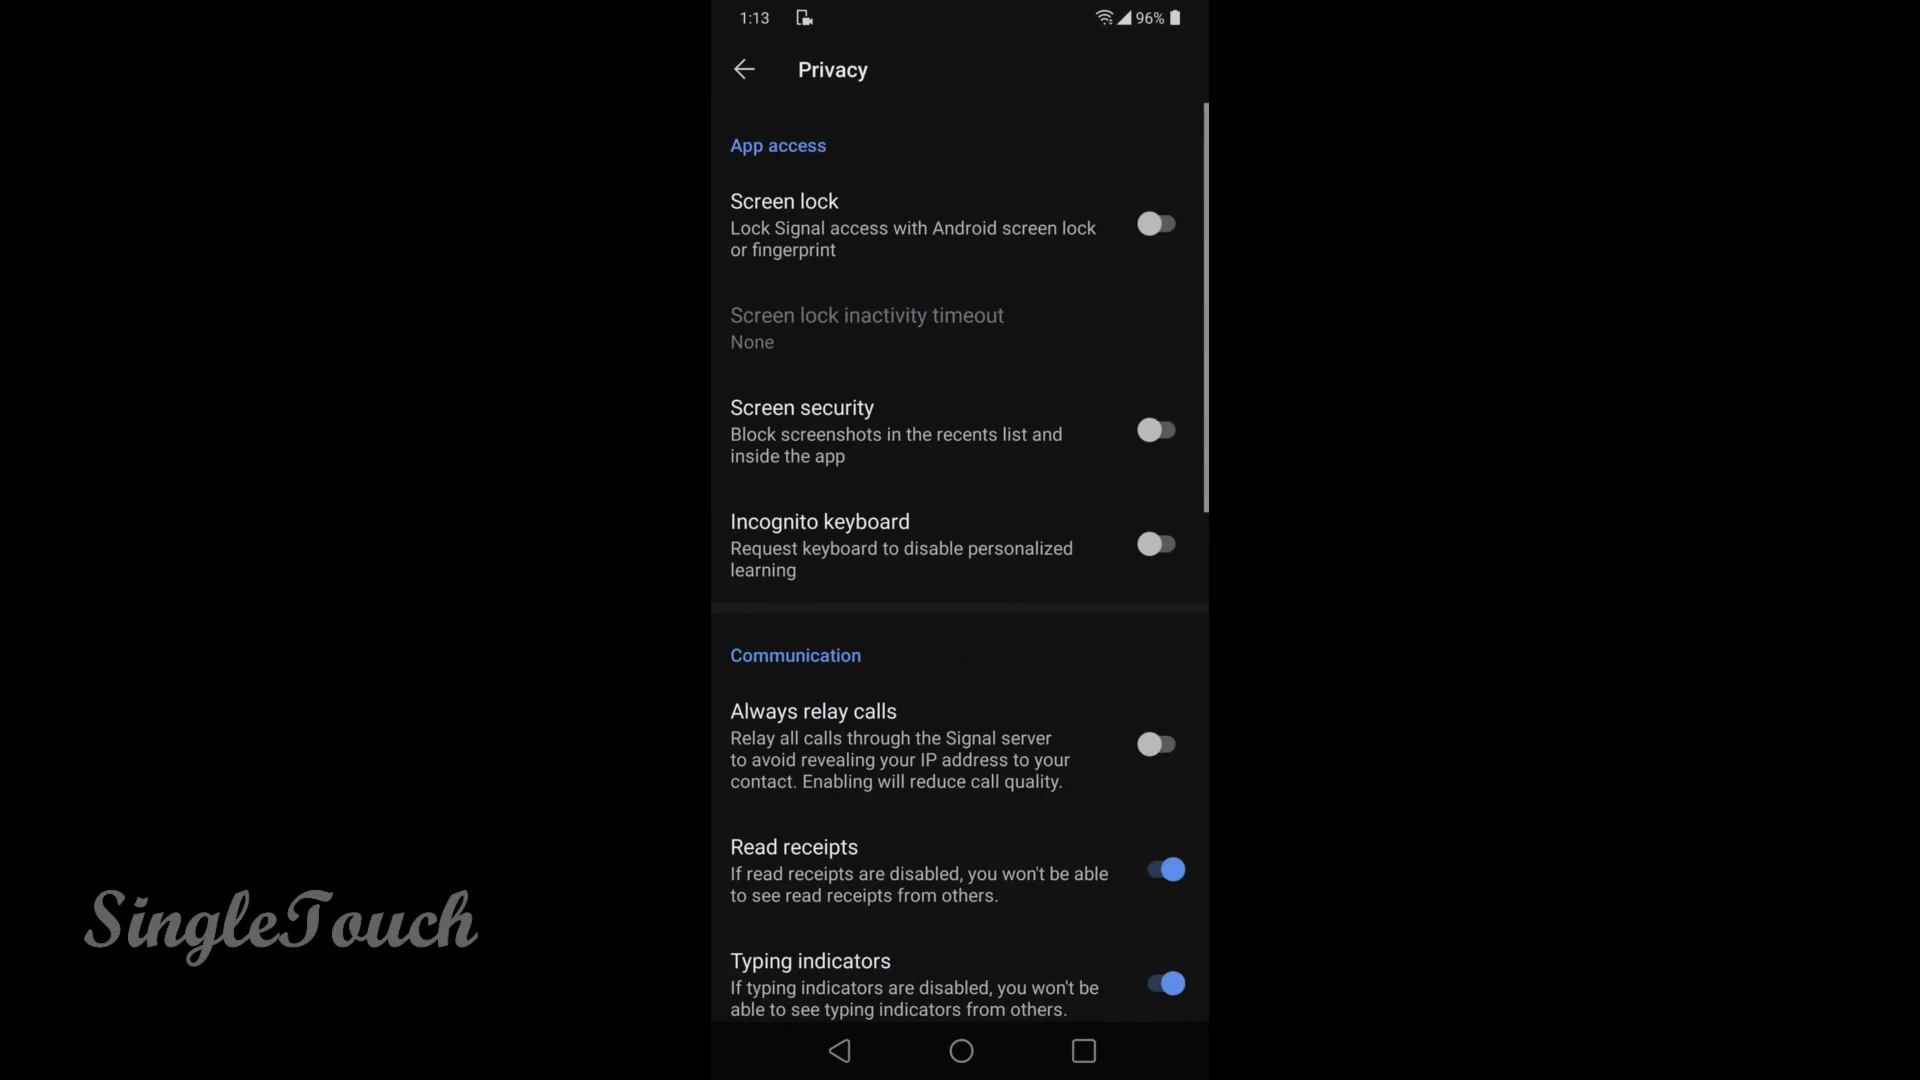 1:13
96%
Privacy
App access
Screen lock
Lock Signal access with Android screen lock
or fingerprint
Screen lock inactivity timeout
None
Screen security
Block screenshots in the recents list and
inside the app
Incognito keyboard
Request keyboard to disable personalized
learning
Communication
Always relay calls
Relay all calls through the Signal server
to avoid revealing your IP address to your
contact. Enabling will reduce call quality.
Read receipts
If read receipts are disabled, you won't be able
to see read receipts from others.
Typing indicators
If typing indicators are disabled, you won't be
able to see typing indicators from others.
SingleTouch